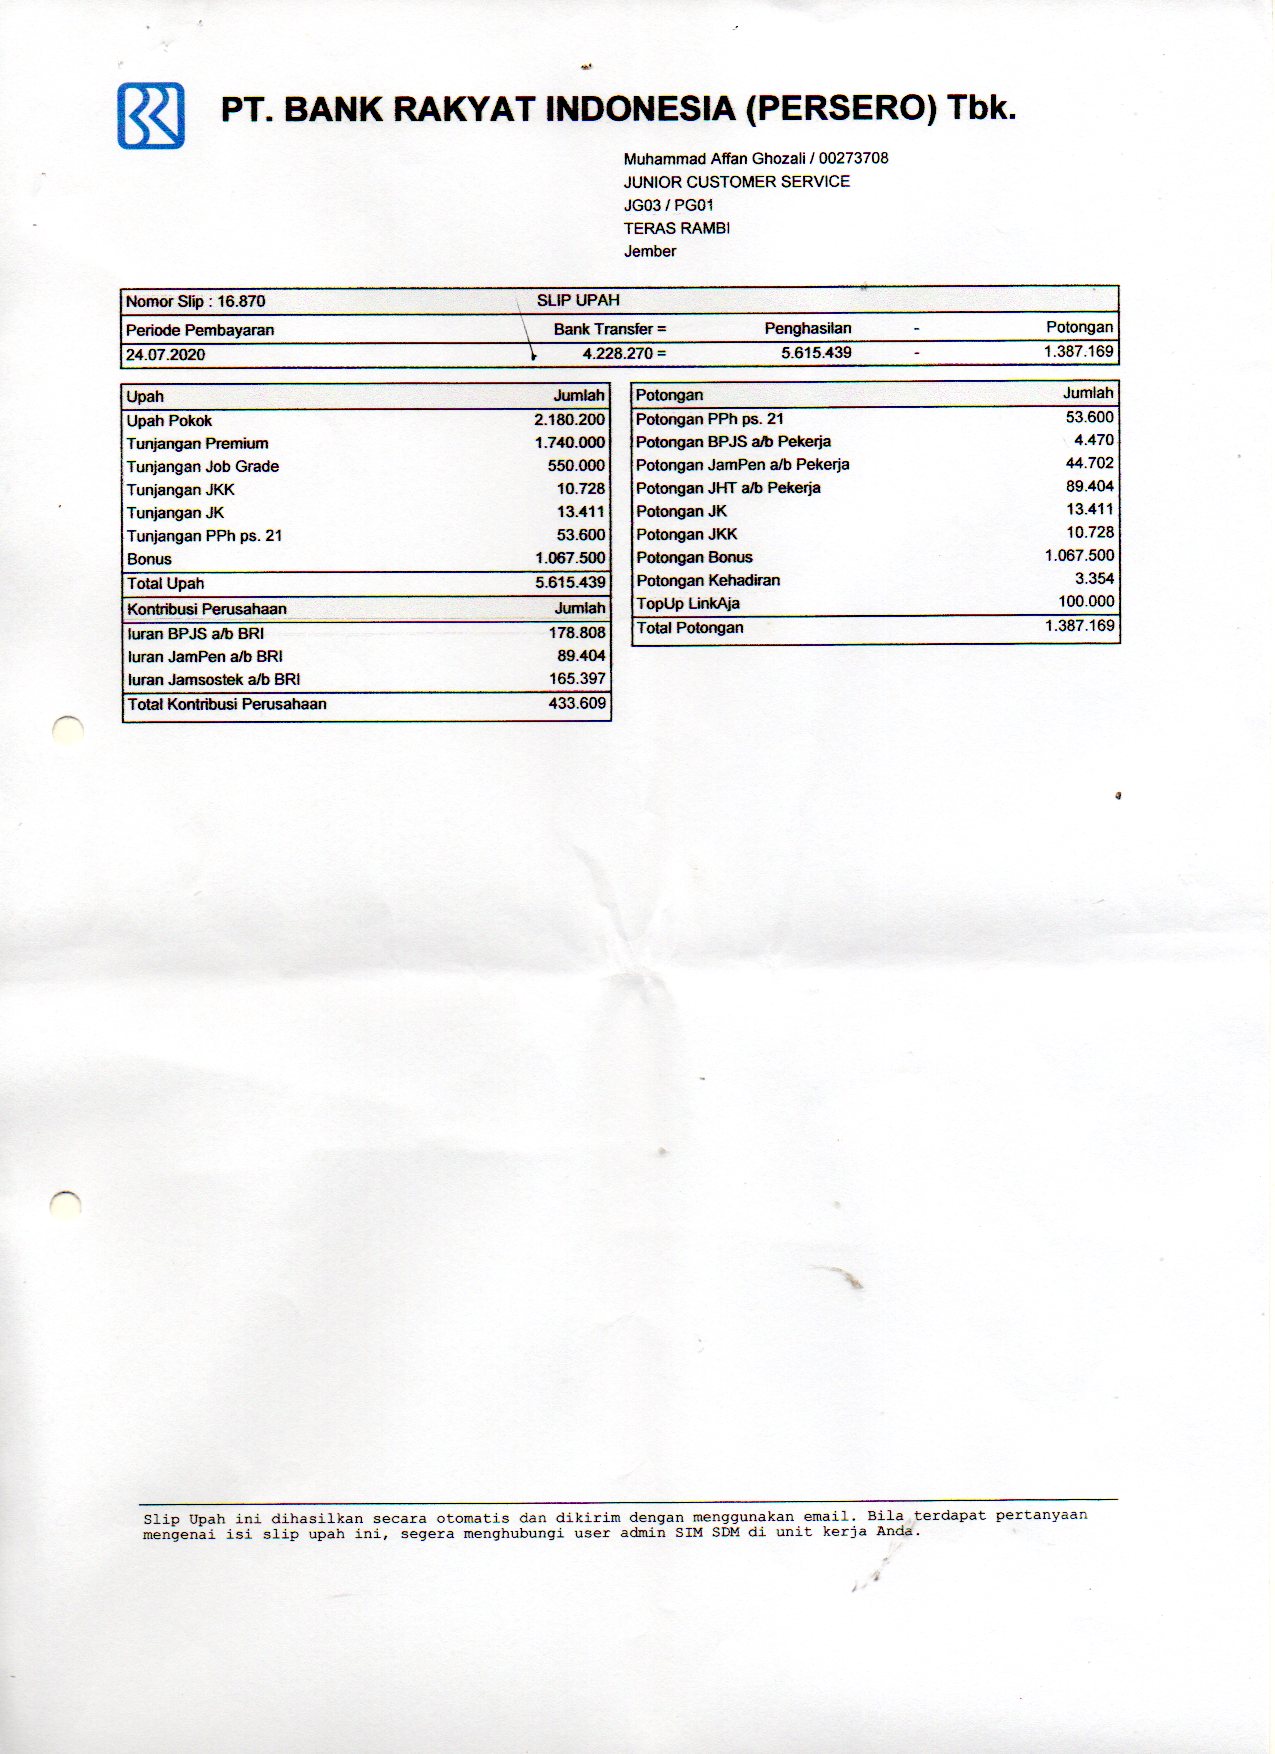 PT. BANK RAKYAT INDONESIA (PERSERO) Tbk.
Muhammad Affan Ghozali / 00273708
JUNIOR CUSTOMER SERVICE
JG03 / PG01
TERAS RAMBI
Jember
Nomor Slip : 16.870 SLIP UPAH
Periode Pembayaran Bank Transfer = Penghasilan - Potongan
24.07.2020 4.228.270 = 5.615.439 - 1.387.169
Upah Jumlah
Upah Pokok 2.180.200
Tunjangan Premium 1.740.000
Tunjangan Job Grade 550.000
Tunjangan JKK 10.728
Tunjangan JK 13.411
Tunjangan PPh ps. 21 53.600
Bonus 1.067.500
Total Upah 5.615.439
Kontribusi Perusahaan Jumlah
Iuran BPJS a/b BRI 178.808
Iuran JamPen a/b BRI 89.404
Iuran Jamsostek a/b BRI 165.397
Total Kontribusi Perusahaan 433.609
Potongan Jumlah
Potongan PPh ps. 21 53.600
Potongan BPJS a/b Pekerja 4.470
Potongan JamPen a/b Pekerja 44.702
Potongan JHT a/b Pekerja 89.404
Potongan JK 13.411
Potongan JKK 10.728
Potongan Bonus 1.067.500
Potongan Kehadiran 3.354
TopUp LinkAja 100.000
Total Potongan 1.387.169
Slip Upah ini dihasilkan secara otomatis dan dikirim dengan menggunakan email. Bila terdapat pertanyaan
mengenai isi slip upah ini, segera menghubungi user admin SIM SDM di unit kerja Anda.